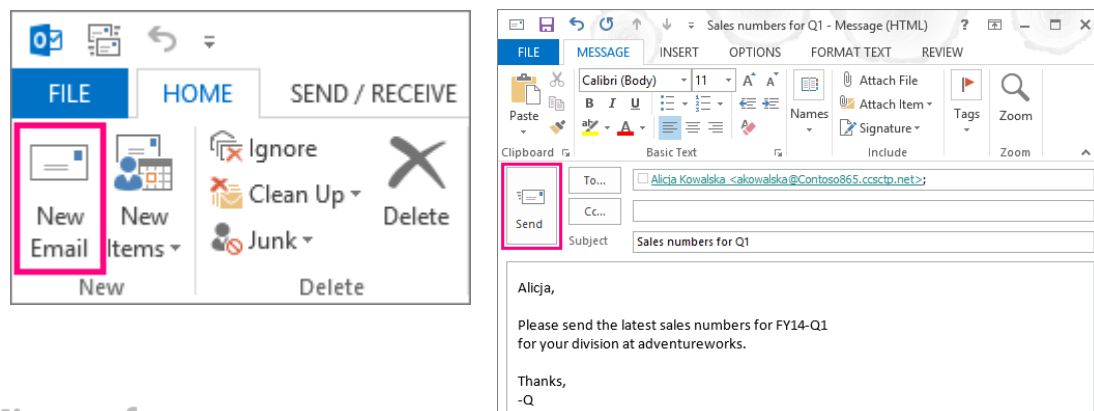 FILE HOME SEND / RECEIVE
New Email
New Items
Ignore
Clean Up
Junk
Delete
New Delete
Sales numbers for Q1 - Message (HTML) ?
FILE MESSAGE INSERT OPTIONS FORMAT TEXT REVIEW
Paste
Calibri (Body) 11
B I U
A A
aby A
Names
Attach File
Attach Item
Signature
Tags
Zoom
Clipboard Basic Text Include Zoom
Send
To... Alicja Kowalska <akowalska@Contoso865.ccsctp.net>;
Cc...
Subject Sales numbers for Q1
Alicja,
Please send the latest sales numbers for FY14-Q1
for your division at adventureworks.
Thanks,
-Q